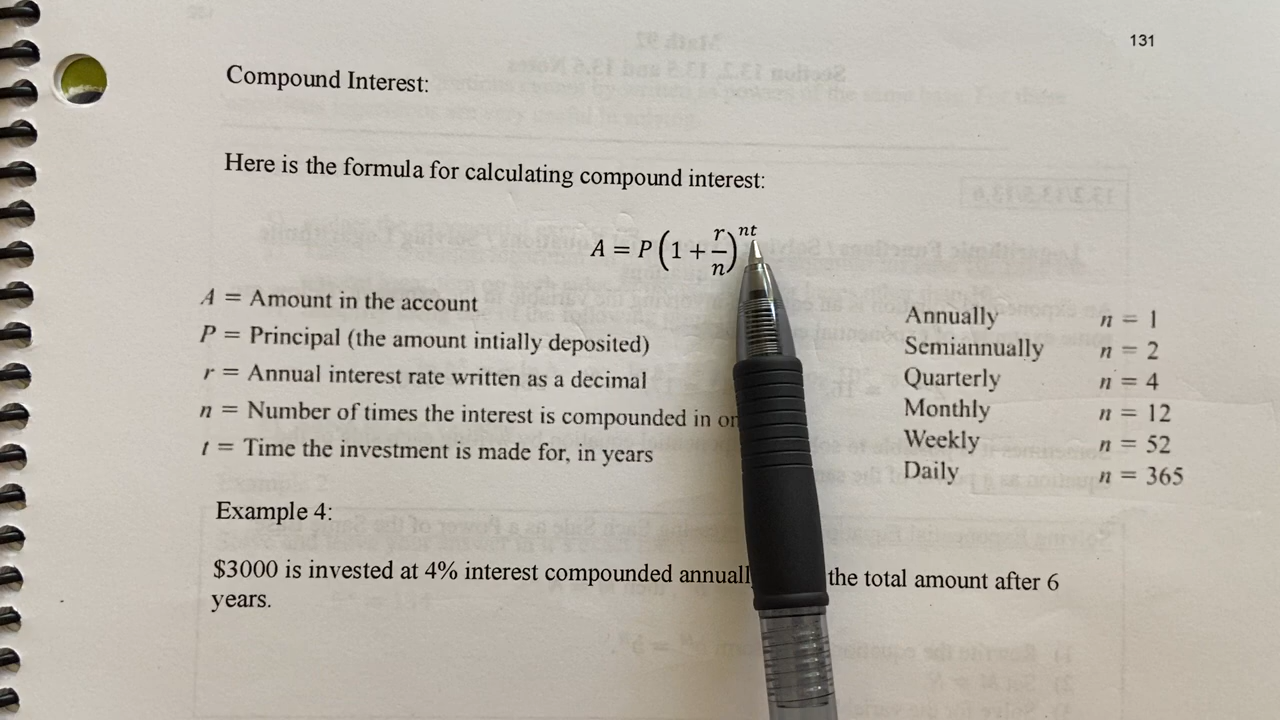 131
Compound Interest:
Here is the formula for calculating compound interest:
A = P(1 + r/n)^nt
A = Amount in the account
P = Principal (the amount intially deposited)
r = Annual interest rate written as a decimal
n = Number of times the interest is compounded in
t = Time the investment is made for, in years
Annually n = 1
Semiannually n = 2
Quarterly n = 4
Monthly n = 12
Weekly n = 52
Daily n = 365
Example 4:
$3000 is invested at 4% interest compounded the total amount after 6
years.